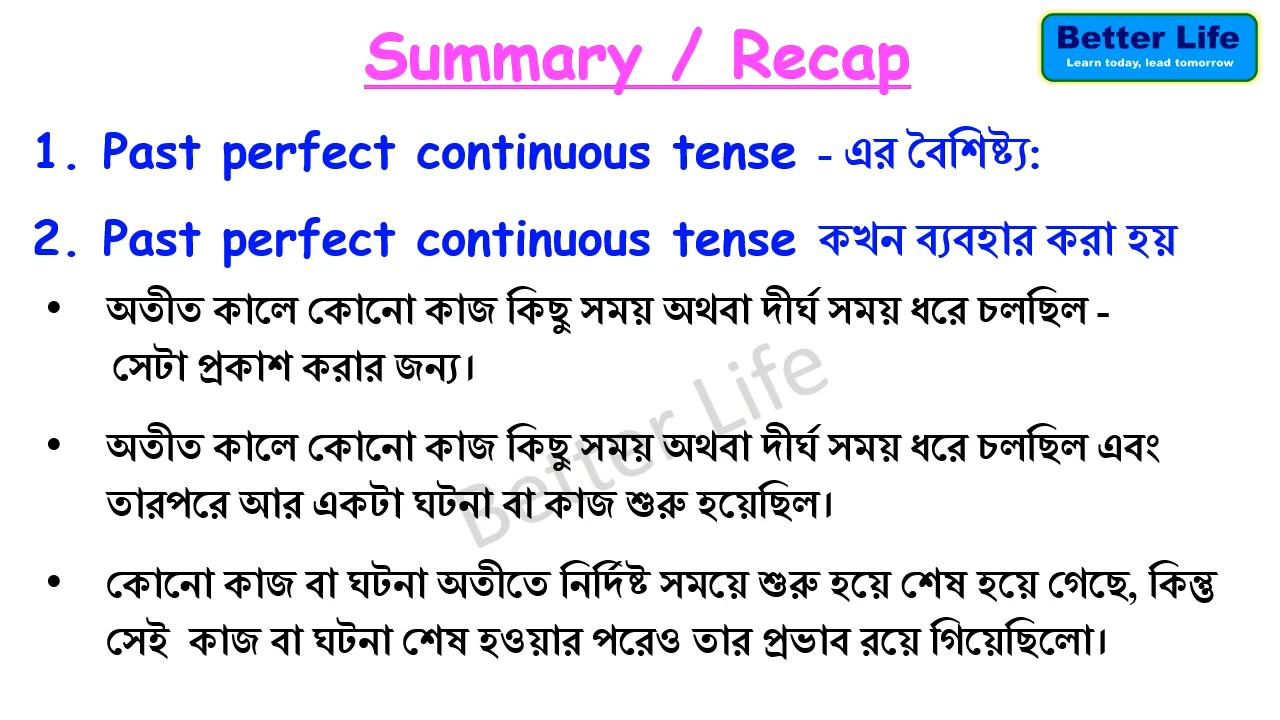 Summary / Recap
Better Life
Learn today, lead tomorrow
1. Past perfect continuous tense - এর বৈশিষ্ট্য:
2. Past perfect continuous tense কখন ব্যবহার করা হয়
• অতীত কালে কোনো কাজ কিছু সময় অথবা দীর্ঘ সময় ধরে চলছিল -
সেটা প্রকাশ করার জন্য।
• অতীত কালে কোনো কাজ কিছু সময় অথবা দীর্ঘ সময় ধরে চলছিল এবং
তারপরে আর একটা ঘটনা বা কাজ শুরু হয়েছিল।
• কোনো কাজ বা ঘটনা অতীতে নির্দিষ্ট সময়ে শুরু হয়ে শেষ হয়ে গেছে, কিন্তু
সেই কাজ বা ঘটনা শেষ হওয়ার পরেও তার প্রভাব রয়ে গিয়েছিলো।
Better Life